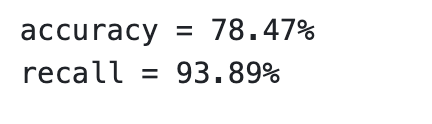 accuracy = 78.47%
recall = 93.89%